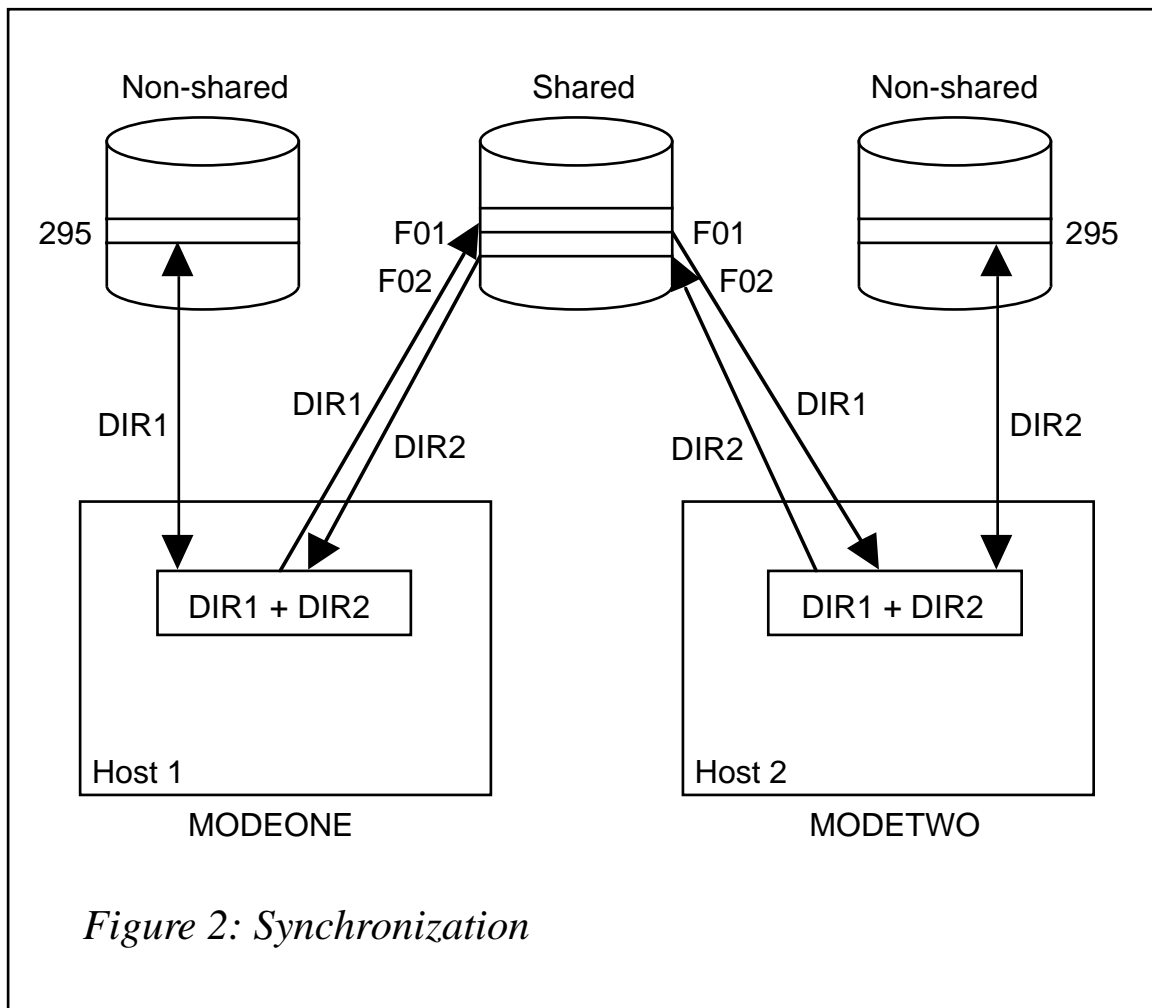 Non-shared
Shared
Non-shared
295
F01
F01
295
F02
F02
DIR1
DIR1
DIR1
DIR2
DIR2
DIR2
DIR1 + DIR2
DIR1 + DIR2
Host 1
Host 2
MODEONE
MODETWO
Figure 2: Synchronization